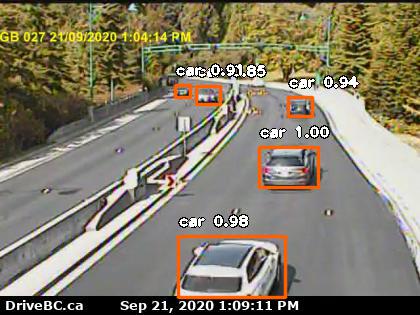 GB 027 21/09/2020 1:04:14 PM
car 0.91
.85
car 0.94
car 1.00
car 0.98
DriveBC.ca Sep 21, 2020 1:09:11 PM